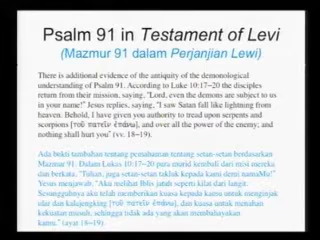 Psalm 91 in Testament of Levi
(Mazmur 91 dalam Perjanjian Lewi)
There is additional evidence of the antiquity of the demonological
understanding of Psalm 91. According to Luke 10:17–20 the disciples
return from their mission, saying, "Lord, even the demons are subject to us
in your name!" Jesus replies, saying, "I saw Satan fall like lightning from
heaven. Behold, I have given you authority to tread upon serpents and
scorpions [τοῦ πατεῖν ἐπάνω], and over all the power of the enemy; and
nothing shall hurt you" (vv. 18–19).
Ada bukti tambahan tentang pemahaman tentang setan-setan berdasarkan
Mazmur 91. Dalam Lukas 10:17–20 para murid kembali dari misi mereka
dan berkata, "Tuhan, juga setan-setan takluk kepada kami demi namaMu!"
Yesus menjawab, "Aku melihat Iblis jatuh seperti kilat dari langit.
Sesungguhnya aku telah memberikan kuasa kepada kamu untuk menginjak
ular dan kalajengking [τοῦ πατεῖν ἐπάνω], dan kuasa untuk menahan
kekuatan musuh, sehingga tidak ada yang akan membahayakan
kamu." (ayat 18–19).